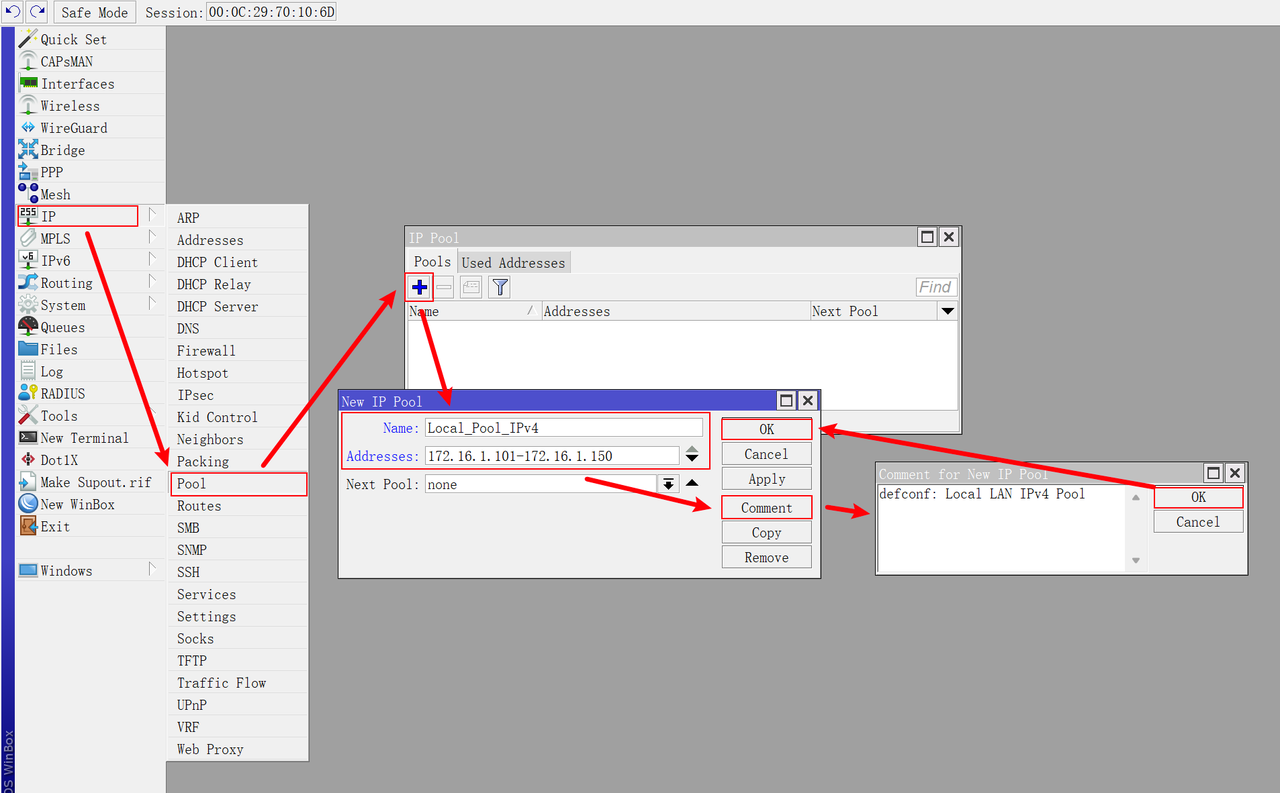 Safe Mode Session: 00:0C:29:70:10:6D
Quick Set
CAPsMAN
Interfaces
Wireless
WireGuard
Bridge
PPP
Mesh
255
IP
MPLS
v6
IPv6
Routing
System
Queues
Files
Log
RADIUS
Tools
New Terminal
Dot1X
Make Supout.rif
New WinBox
Exit
Windows
ARP
Addresses
DHCP Client
DHCP Relay
DHCP Server
DNS
Firewall
Hotspot
IPsec
Kid Control
Neighbors
Packing
Pool
Routes
SMB
SNMP
SSH
Services
Settings
Socks
TFTP
Traffic Flow
UPnP
VRF
Web Proxy
IP Pool
Pools Used Addresses
Find
Name Addresses Next Pool
New IP Pool
Name: Local_Pool_IPv4
Addresses: 172.16.1.101-172.16.1.150
Next Pool: none
OK
Cancel
Apply
Comment
Copy
Remove
Comment for New IP Pool
defconf: Local LAN IPv4 Pool
OK
Cancel
OS WinBox